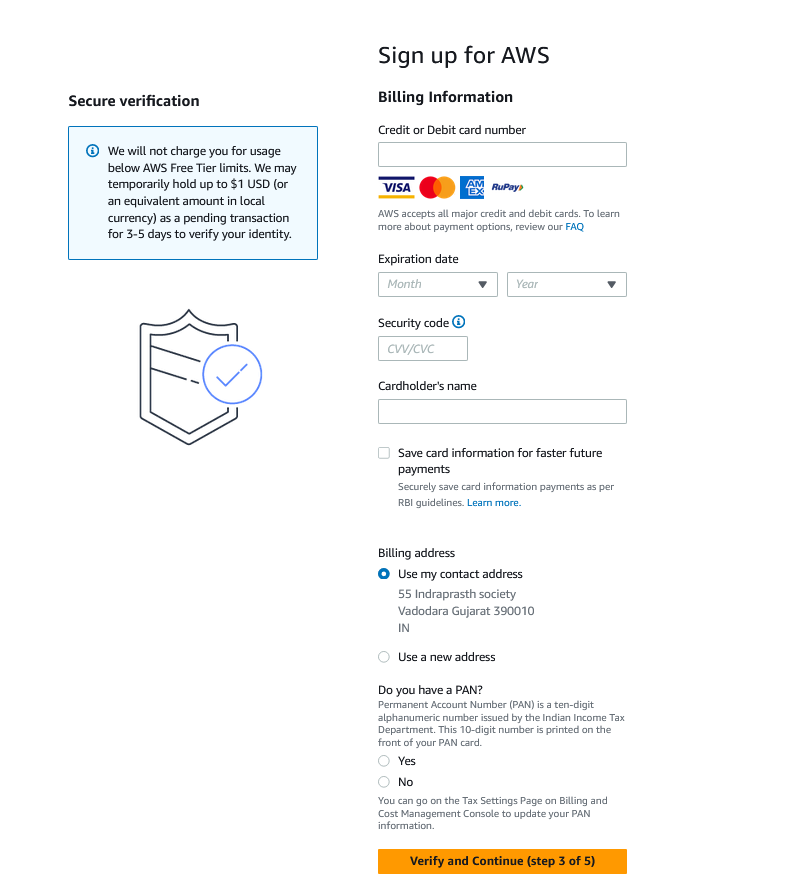 Sign up for AWS
Secure verification
We will not charge you for usage
below AWS Free Tier limits. We may
temporarily hold up to $1 USD (or
an equivalent amount in local
currency) as a pending transaction
for 3-5 days to verify your identity.
Billing Information
Credit or Debit card number
VISA
AM
EX
RuPay
AWS accepts all major credit and debit cards. To learn
more about payment options, review our FAQ
Expiration date
Month Year
Security code
CVV/CVC
Cardholder's name
Save card information for faster future
payments
Securely save card information payments as per
RBI guidelines. Learn more.
Billing address
Use my contact address
55 Indraprasth society
Vadodara Gujarat 390010
IN
Use a new address
Do you have a PAN?
Permanent Account Number (PAN) is a ten-digit
alphanumeric number issued by the Indian Income Tax
Department. This 10-digit number is printed on the
front of your PAN card.
Yes
No
You can go on the Tax Settings Page on Billing and
Cost Management Console to update your PAN
information.
Verify and Continue (step 3 of 5)